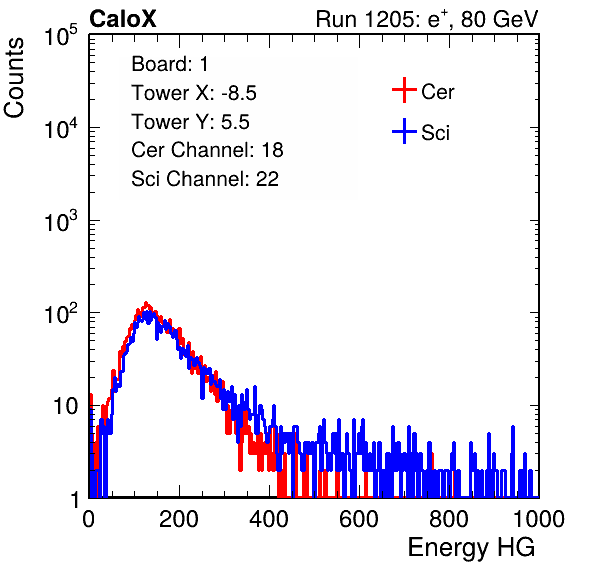 CaloX Run 1205: e⁺, 80 GeV
Counts
Board: 1
Tower X: -8.5
Tower Y: 5.5
Cer Channel: 18
Sci Channel: 22
Cer
Sci
10⁵
10⁴
10³
10²
10
1
0 200 400 600 800 1000
Energy HG